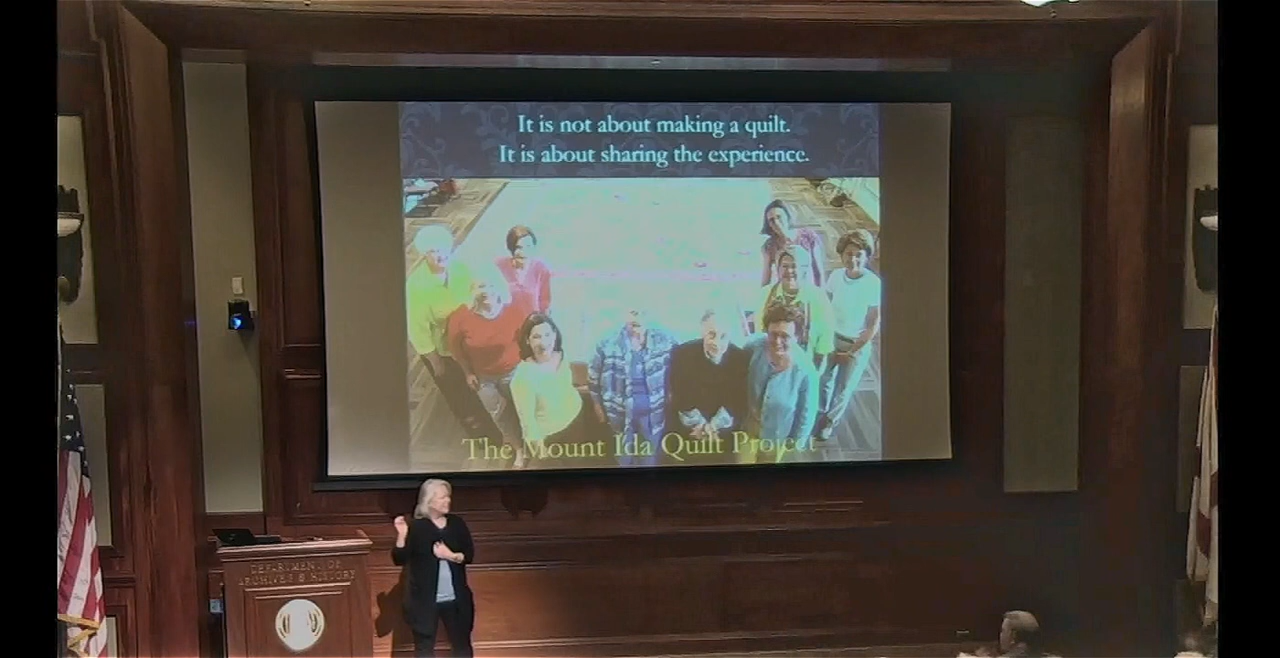 It is not about making a quilt.
It is about sharing the experience.
The Mount Ida Quilt Project
DEPARTMENT OF
ARCHIVES & HISTORY